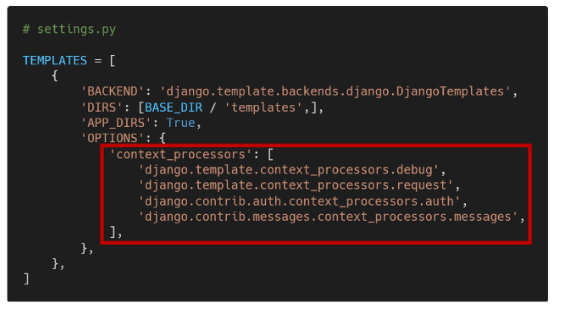 # settings.py
TEMPLATES = [
    {
        'BACKEND': 'django.template.backends.django.DjangoTemplates',
        'DIRS': [BASE_DIR / 'templates',],
        'APP_DIRS': True,
        'OPTIONS': {
            'context_processors': [
                'django.template.context_processors.debug',
                'django.template.context_processors.request',
                'django.contrib.auth.context_processors.auth',
                'django.contrib.messages.context_processors.messages',
            ],
        },
    },
]